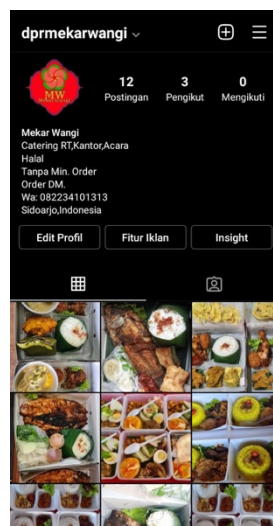 dprmekarwangi
MW
12 3 0
Postingan Pengikut Mengikuti
Mekar Wangi
Catering RT,Kantor,Acara
Halal
Tanpa Min. Order
Order DM.
Wa: 082234101313
Sidoarjo,Indonesia
Edit Profil Fitur Iklan Insight